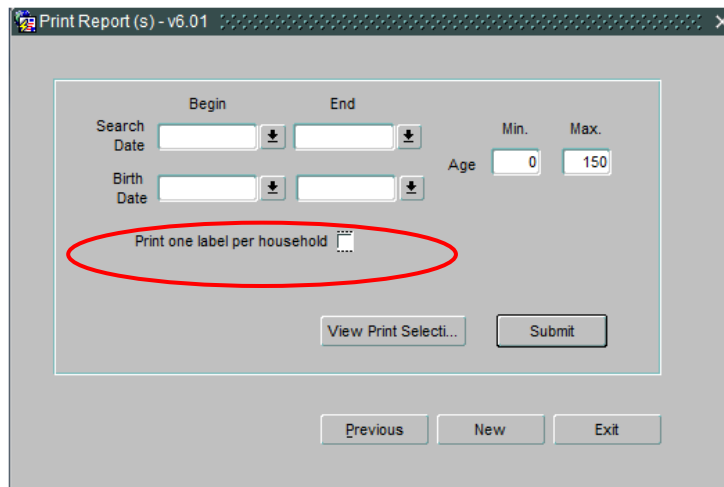 Print Report (s) - v6.01
Begin End
Search Date
Min. Max.
Age 0 150
Birth Date
Print one label per household
View Print Selecti... Submit
Previous New Exit